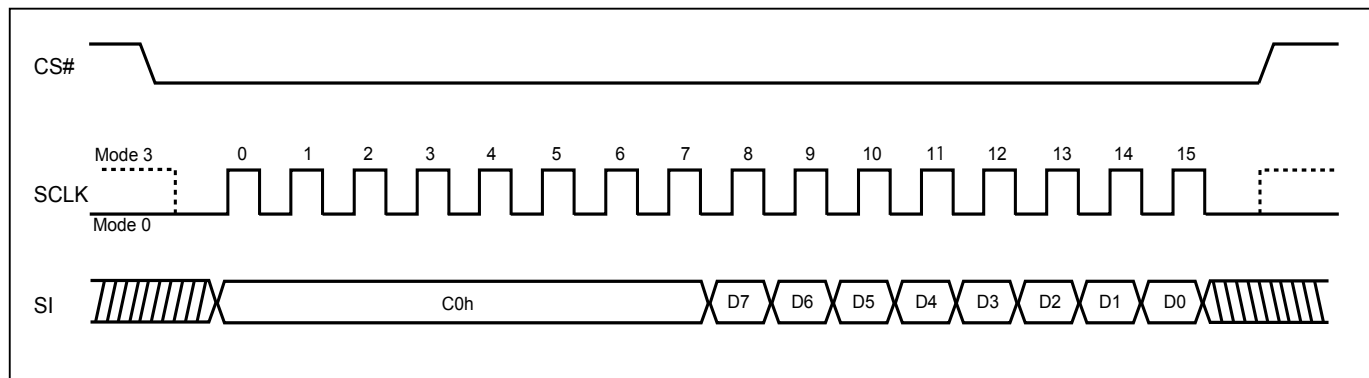 CS#
Mode 3
0 1 2 3 4 5 6 7 8 9 10 11 12 13 14 15
SCLK
Mode 0
SI
C0h D7 D6 D5 D4 D3 D2 D1 D0